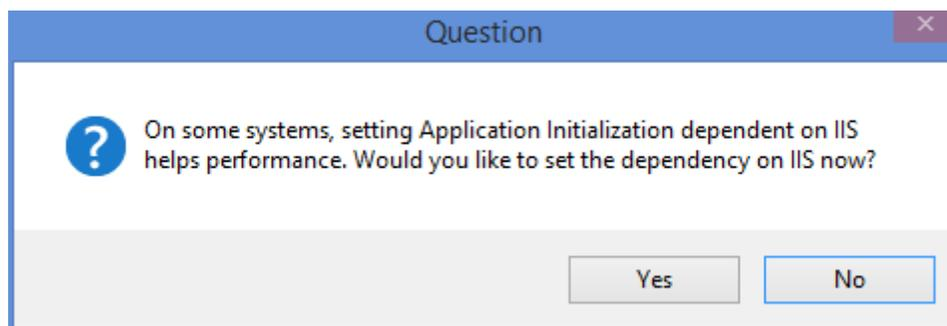 Question
On some systems, setting Application Initialization dependent on IIS
helps performance. Would you like to set the dependency on IIS now?
Yes
No